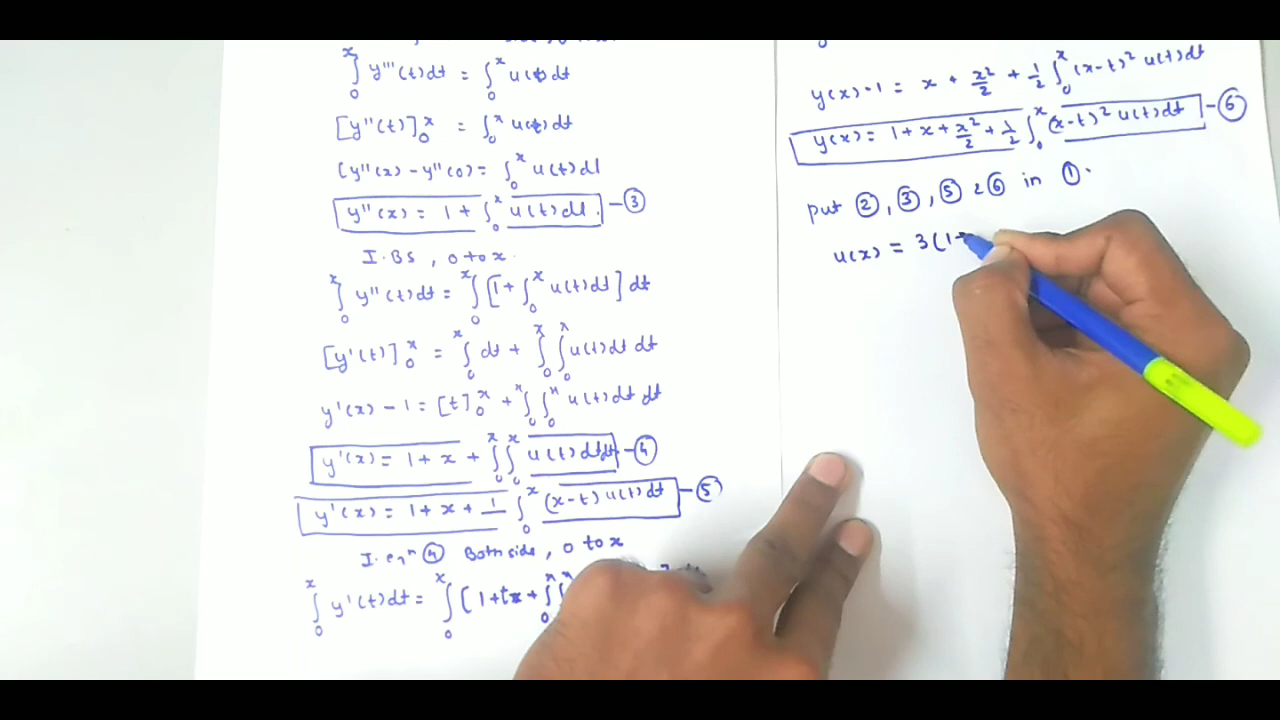 ∫₀ˣ y'''(t)dt = ∫₀ˣ u(t)dt
[y''(t)]₀ˣ = ∫₀ˣ u(t)dt
[y''(x) - y''(0) = ∫₀ˣ u(t)dt
y''(x) = 1 + ∫₀ˣ u(t)dt. - ③
I.BS, 0 to x.
∫₀ˣ y''(t)dt = ∫₀ˣ [1 + ∫₀ˣ u(t)dt] dt
[y'(t)]₀ˣ = ∫₀ˣ dt + ∫₀ˣ ∫₀ˣ u(t)dt dt
y'(x) - 1 = [t]₀ˣ + ∫₀ˣ ∫₀ˣ u(t)dt dt
y'(x) = 1 + x + ∫₀ˣ ∫₀ˣ u(t)dtdt - ④
y'(x) = 1 + x + 1/ ∫₀ˣ (x-t) u(t)dt - ⑤
I. eqⁿ ④ Both side, 0 to x
∫₀ˣ y'(t)dt = ∫₀ˣ [1 + t + ∫₀
y(x) - 1 = x + x²/2 + 1/2 ∫₀ˣ (x-t)² u(t)dt
y(x) = 1 + x + x²/2 + 1/2 ∫₀ˣ (x-t)² u(t)dt - ⑥
put ②, ③, ⑤ & ⑥ in ①.
u(x) = 3(1+